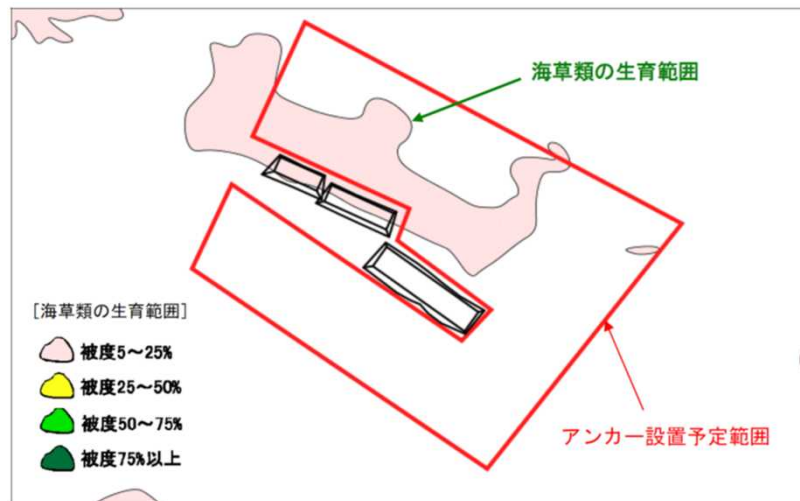 海草類の生育範囲
[海草類の生育範囲]
被度5～25%
被度25～50%
被度50～75%
被度75%以上
アンカー設置予定範囲